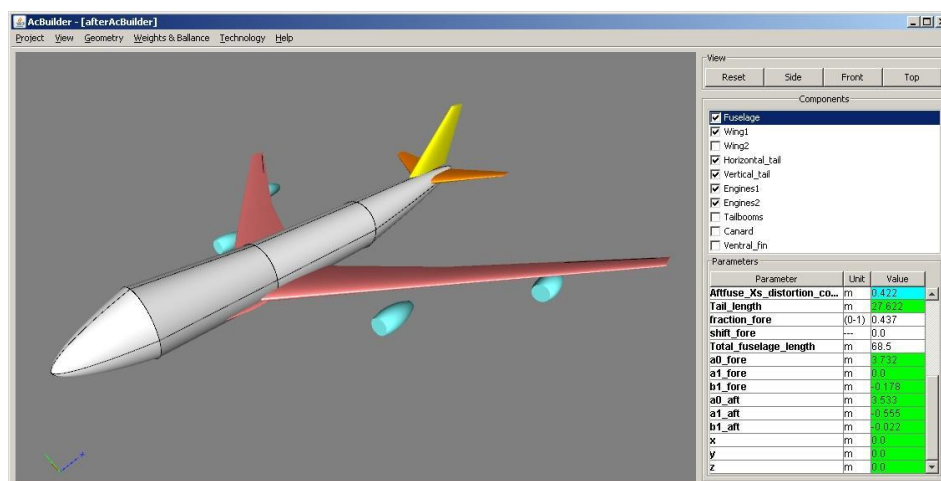 AcBuilder - [afterAcBuilder]
Project View Geometry Weights & Ballance Technology Help
View
Reset Side Front Top
Components
Fuselage
Wing1
Wing2
Horizontal_tail
Vertical_tail
Engines1
Engines2
Tailbooms
Canard
Ventral_fin
Parameters
Parameter Unit Value
Aftfuse_Xs_distortion_co... m 0.422
Tail_length m 27.622
fraction_fore (0-1) 0.437
shift_fore --- 0.0
Total_fuselage_length m 68.5
a0_fore m 3.732
a1_fore m 0.0
b1_fore m -0.178
a0_aft m 3.533
a1_aft m -0.555
b1_aft m -0.022
x m 0.0
y m 0.0
z m 0.0